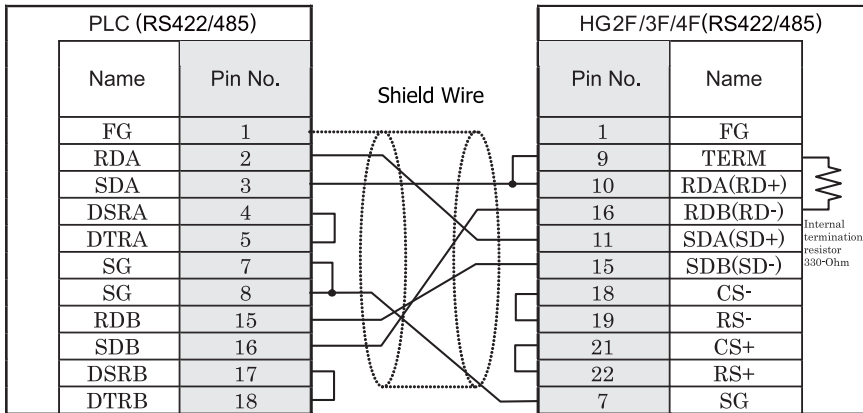 PLC (RS422/485) HG2F/3F/4F(RS422/485)
Name Pin No. Shield Wire Pin No. Name
FG 1 1 FG
RDA 2 9 TERM
SDA 3 10 RDA(RD+)
DSRA 4 16 RDB(RD-)
DTRA 5 11 SDA(SD+)
SG 7 15 SDB(SD-)
SG 8 18 CS-
RDB 15 19 RS-
SDB 16 21 CS+
DSRB 17 22 RS+
DTRB 18 7 SG
Internal
termination
resistor
330-Ohm